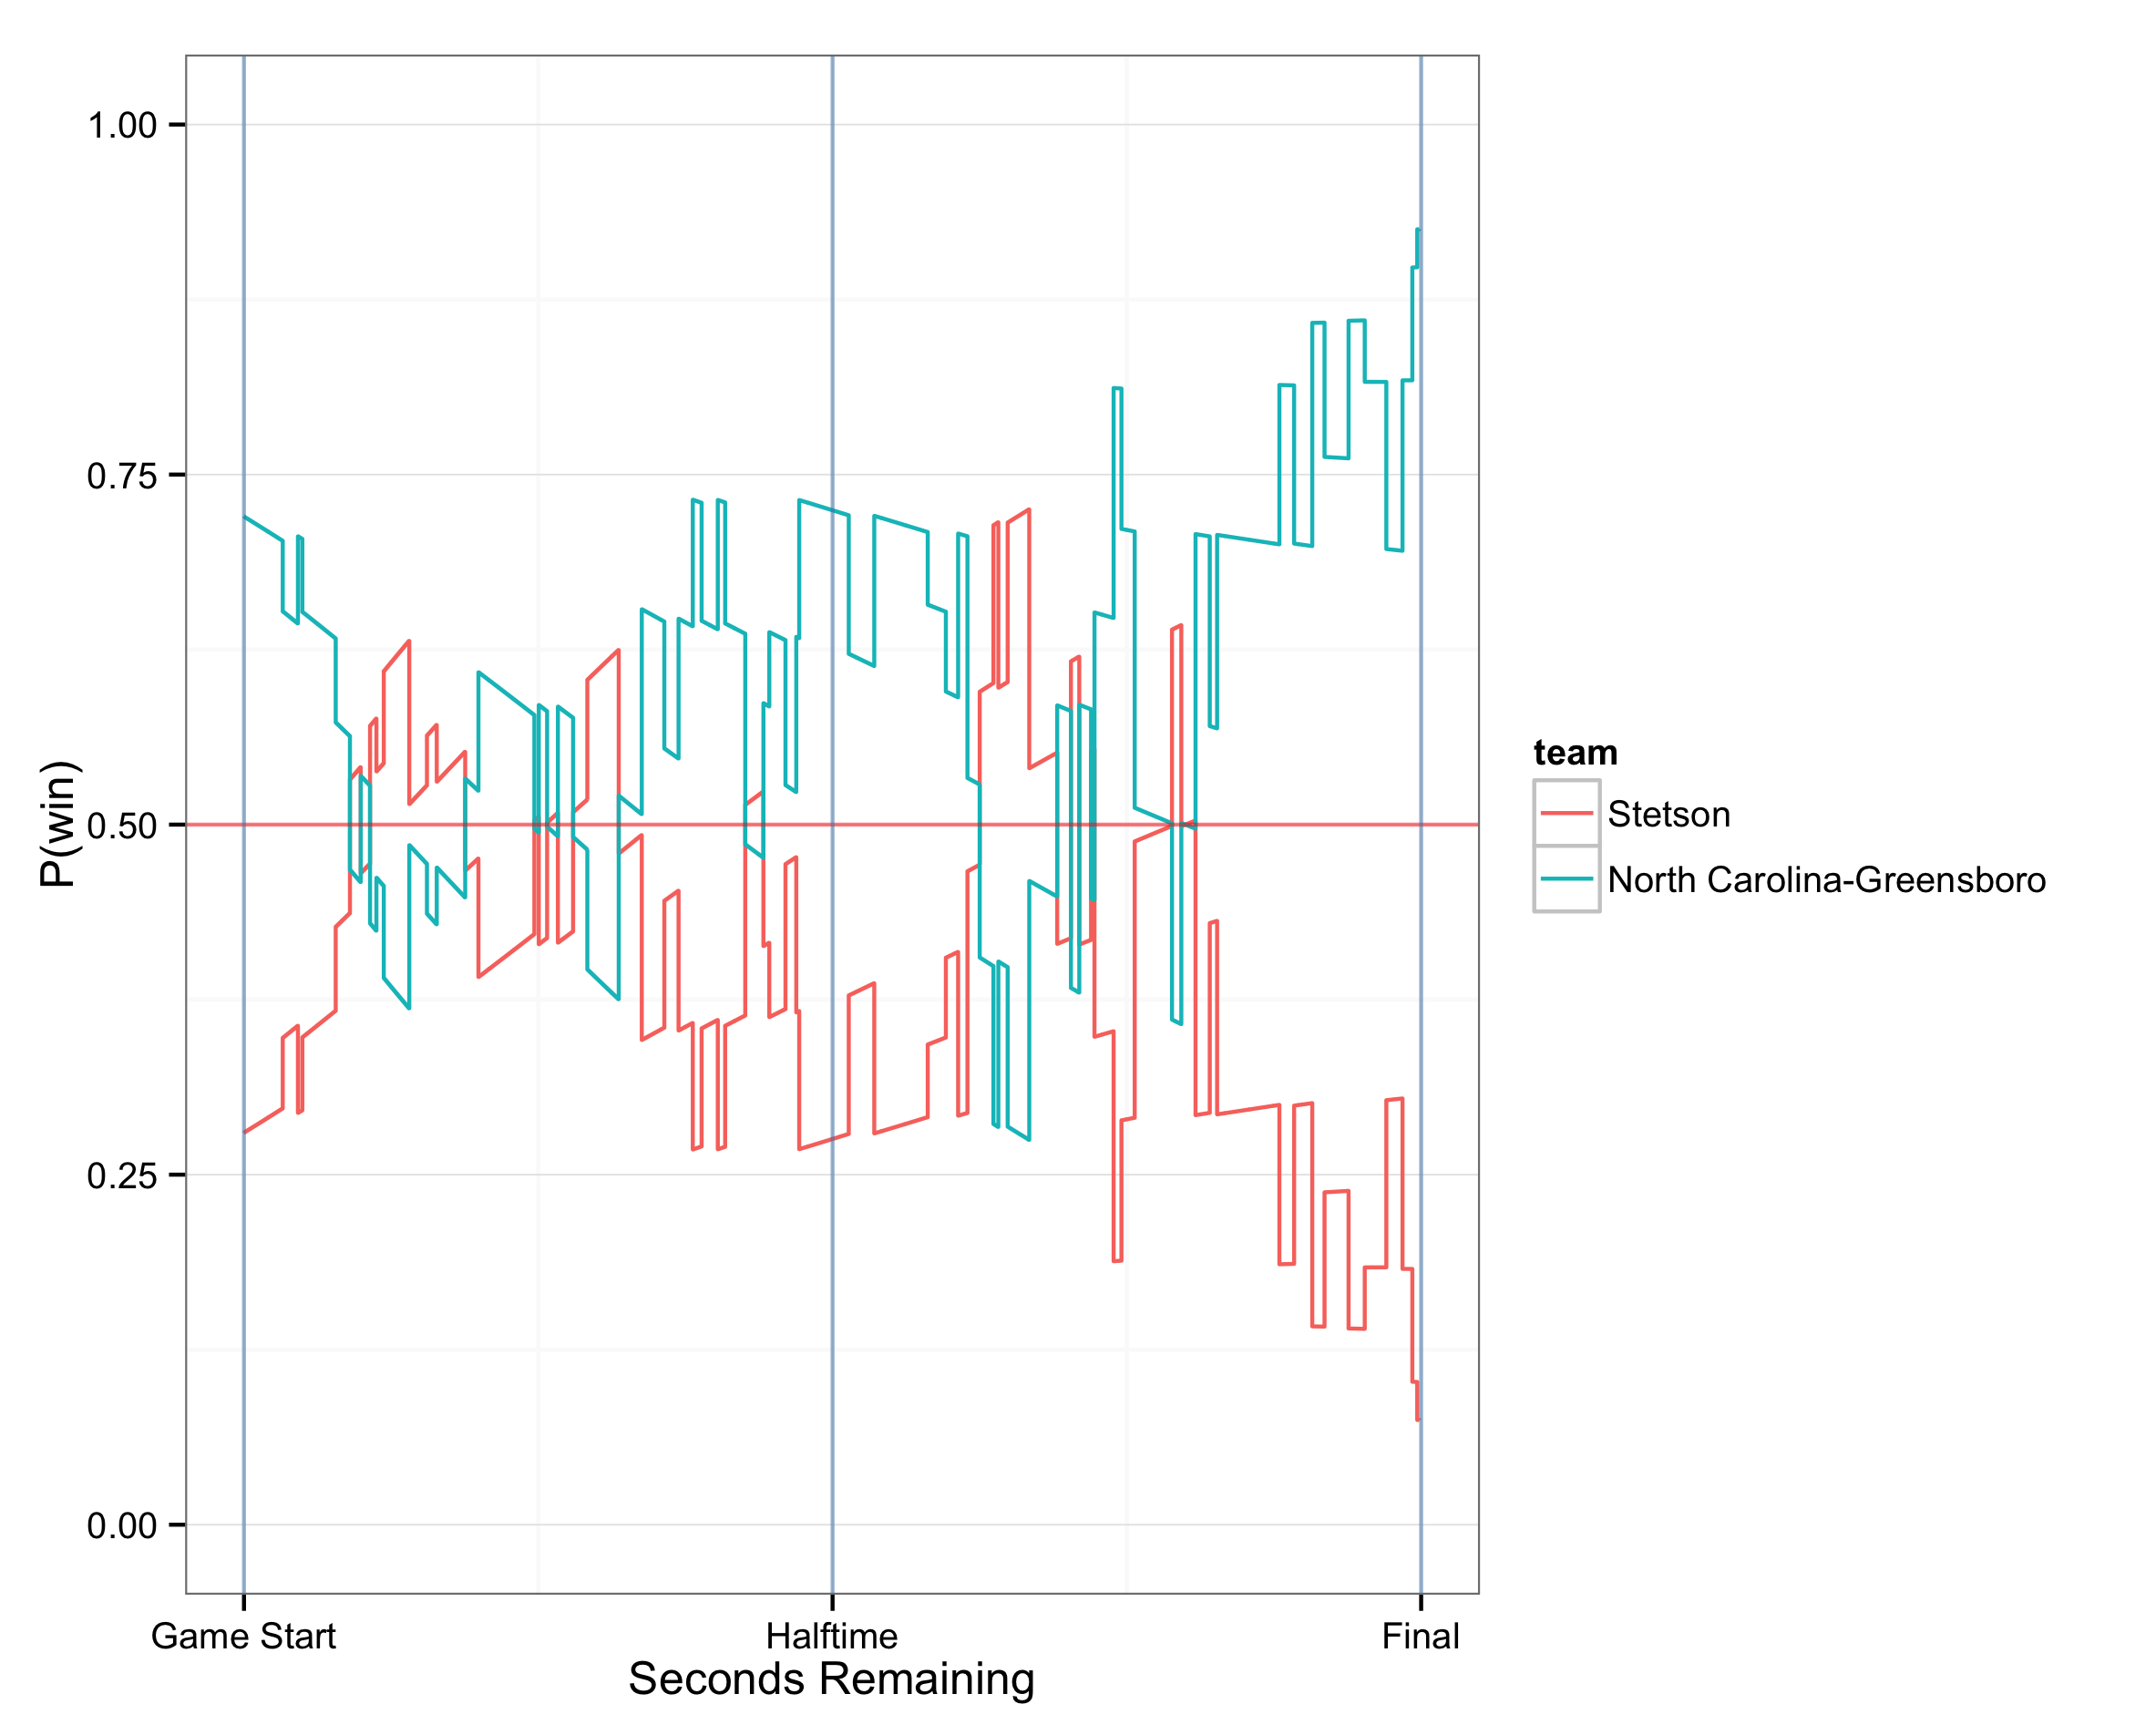 1.00
0.75
0.50
0.25
0.00
P(win)
Game Start
Halftime
Final
Seconds Remaining
team
Stetson
North Carolina-Greensboro